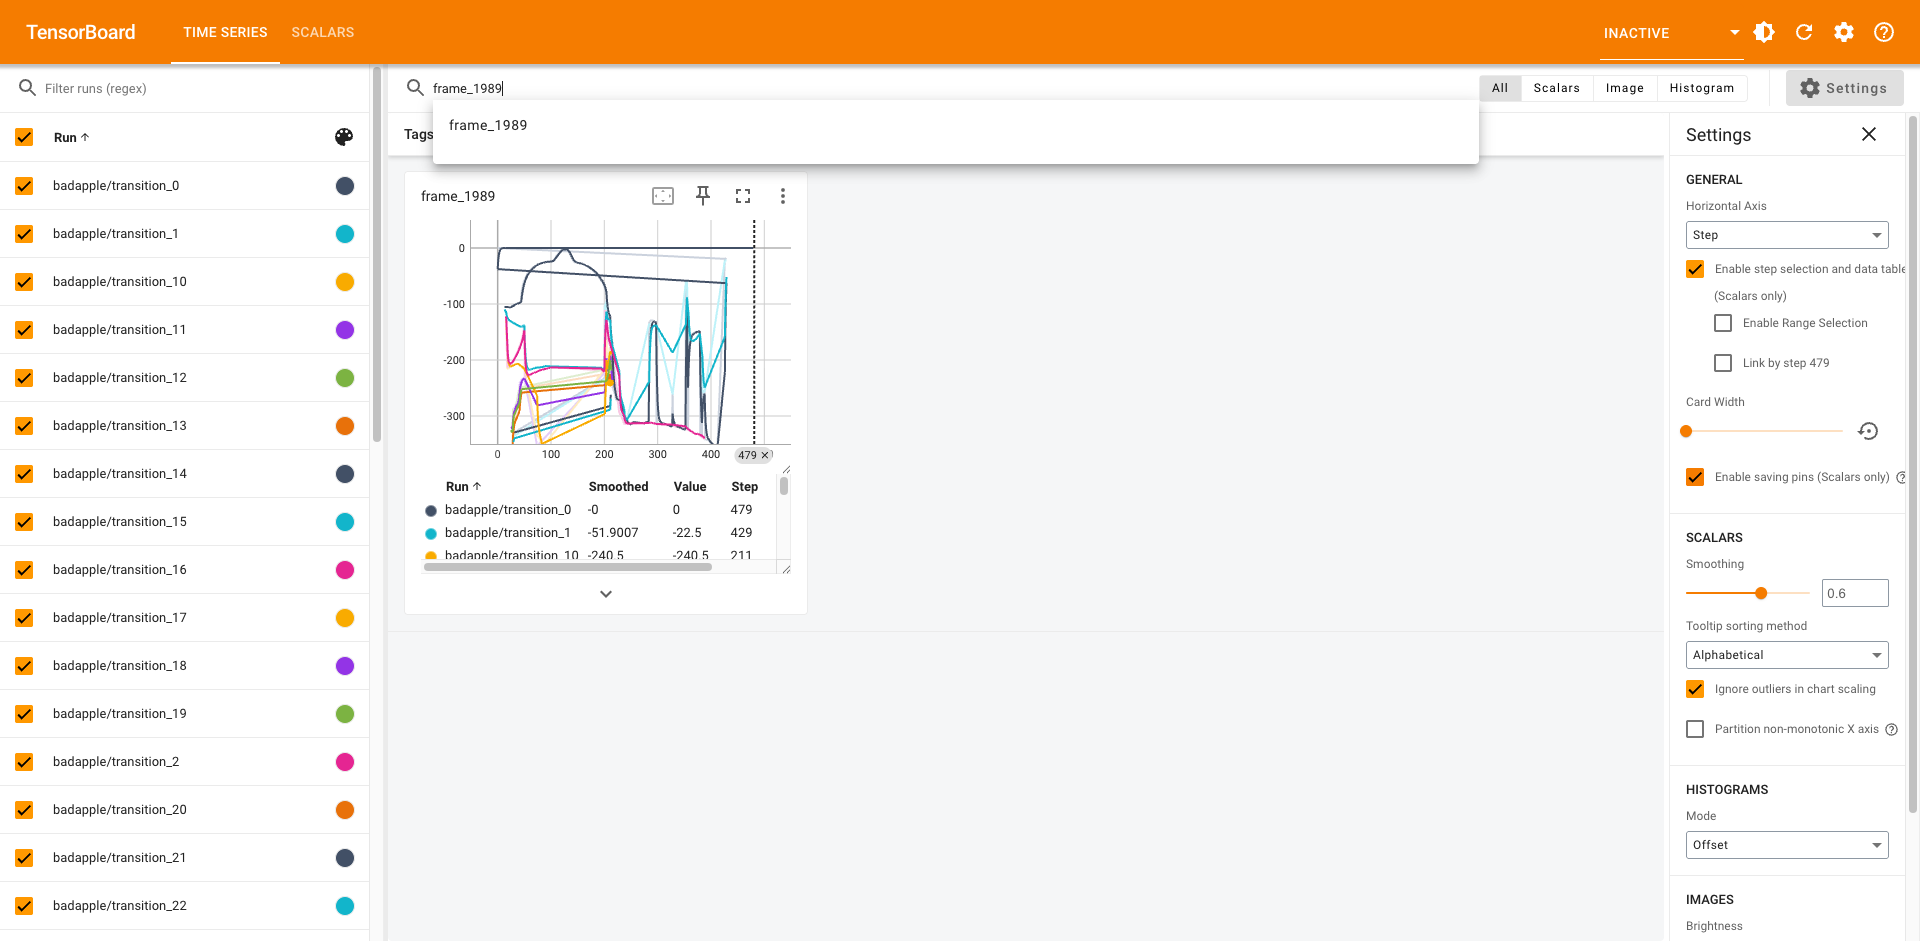 TensorBoard
TIME SERIES
SCALARS
INACTIVE
Filter runs (regex)
frame_1989
All
Scalars
Image
Histogram
Settings
frame_1989
Run
Tags
badapple/transition_0
badapple/transition_1
badapple/transition_10
badapple/transition_11
badapple/transition_12
badapple/transition_13
badapple/transition_14
badapple/transition_15
badapple/transition_16
badapple/transition_17
badapple/transition_18
badapple/transition_19
badapple/transition_2
badapple/transition_20
badapple/transition_21
badapple/transition_22
frame_1989
0
-100
-200
-300
0 100 200 300 400 479
Run Smoothed Value Step
badapple/transition_0 -0 0 479
badapple/transition_1 -51.9007 -22.5 429
badapple/transition_10 -240.5 -240.5 211
Settings
GENERAL
Horizontal Axis
Step
Enable step selection and data table
(Scalars only)
Enable Range Selection
Link by step 479
Card Width
Enable saving pins (Scalars only)
SCALARS
Smoothing
0.6
Tooltip sorting method
Alphabetical
Ignore outliers in chart scaling
Partition non-monotonic X axis
HISTOGRAMS
Mode
Offset
IMAGES
Brightness